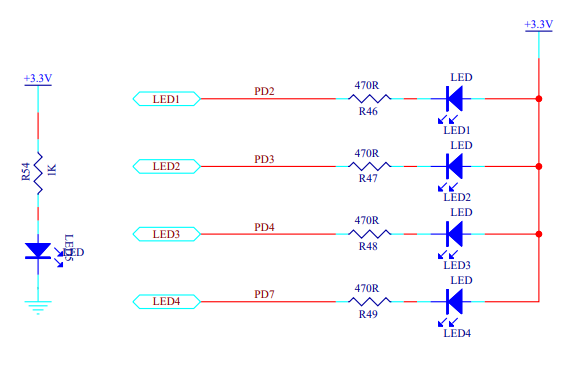 +3.3V
+3.3V
470R
LED
LED1
PD2
R46
LED1
470R
LED
LED2
PD3
R47
LED2
R54
1K
470R
LED
LED3
PD4
R48
LED3
LED5
LED
470R
LED
LED4
PD7
R49
LED4